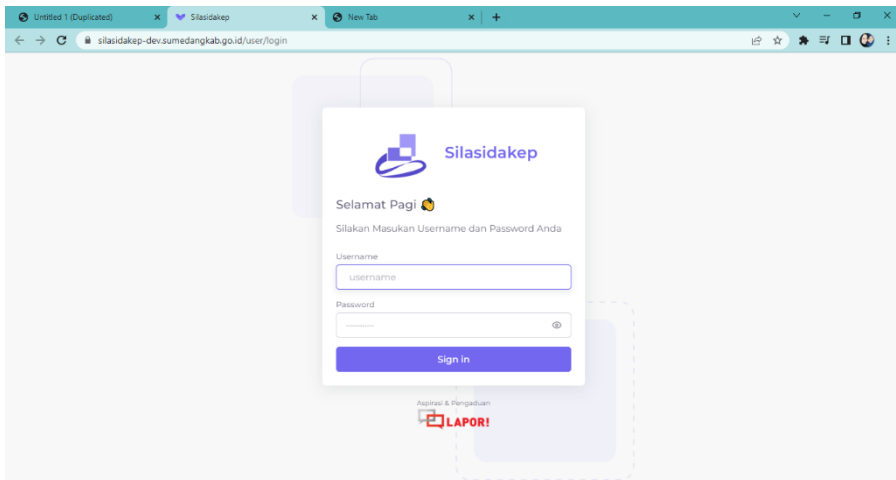 Untitled 1 (Duplicated) Silasidakep New Tab
silasidakep-dev.sumedangkab.go.id/user/login
Silasidakep
Selamat Pagi 👏
Silakan Masukan Username dan Password Anda
Username
username
Password
Sign in
Aspirasi & Pengaduan
LAPOR!